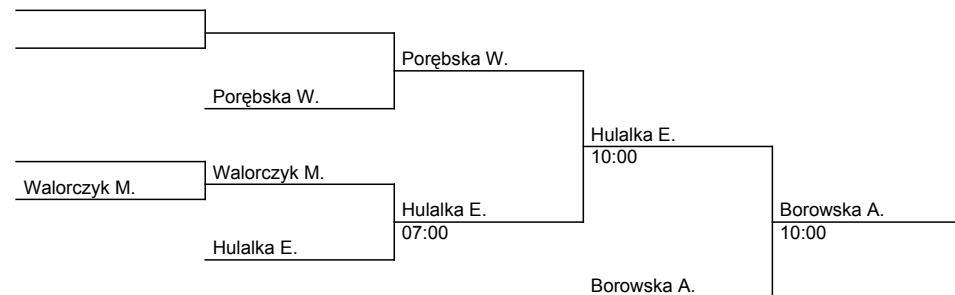 Porębska W.
Porębska W.
Hulalka E.
10:00
Walorczyk M.
Walorczyk M.
Hulalka E.
07:00
Borowska A.
10:00
Hulalka E.
Borowska A.